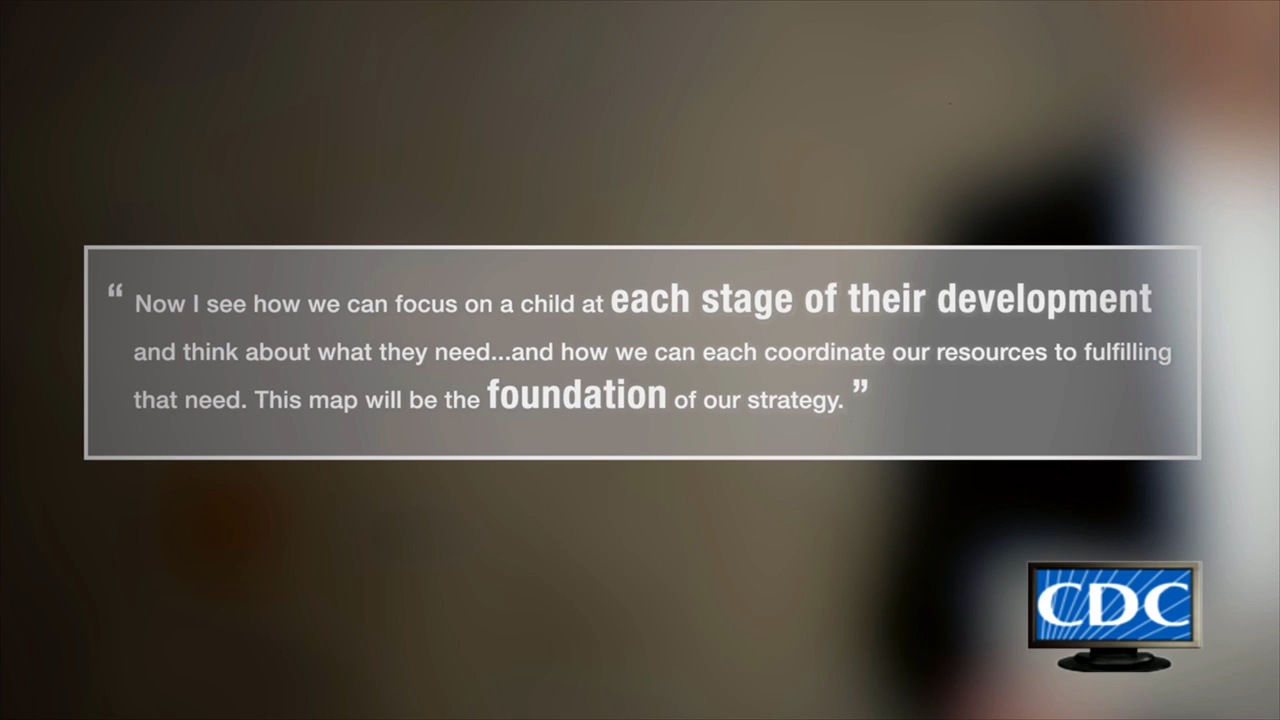 “ Now I see how we can focus on a child at each stage of their development
and think about what they need...and how we can each coordinate our resources to fulfilling
that need. This map will be the foundation of our strategy. ”
CDC